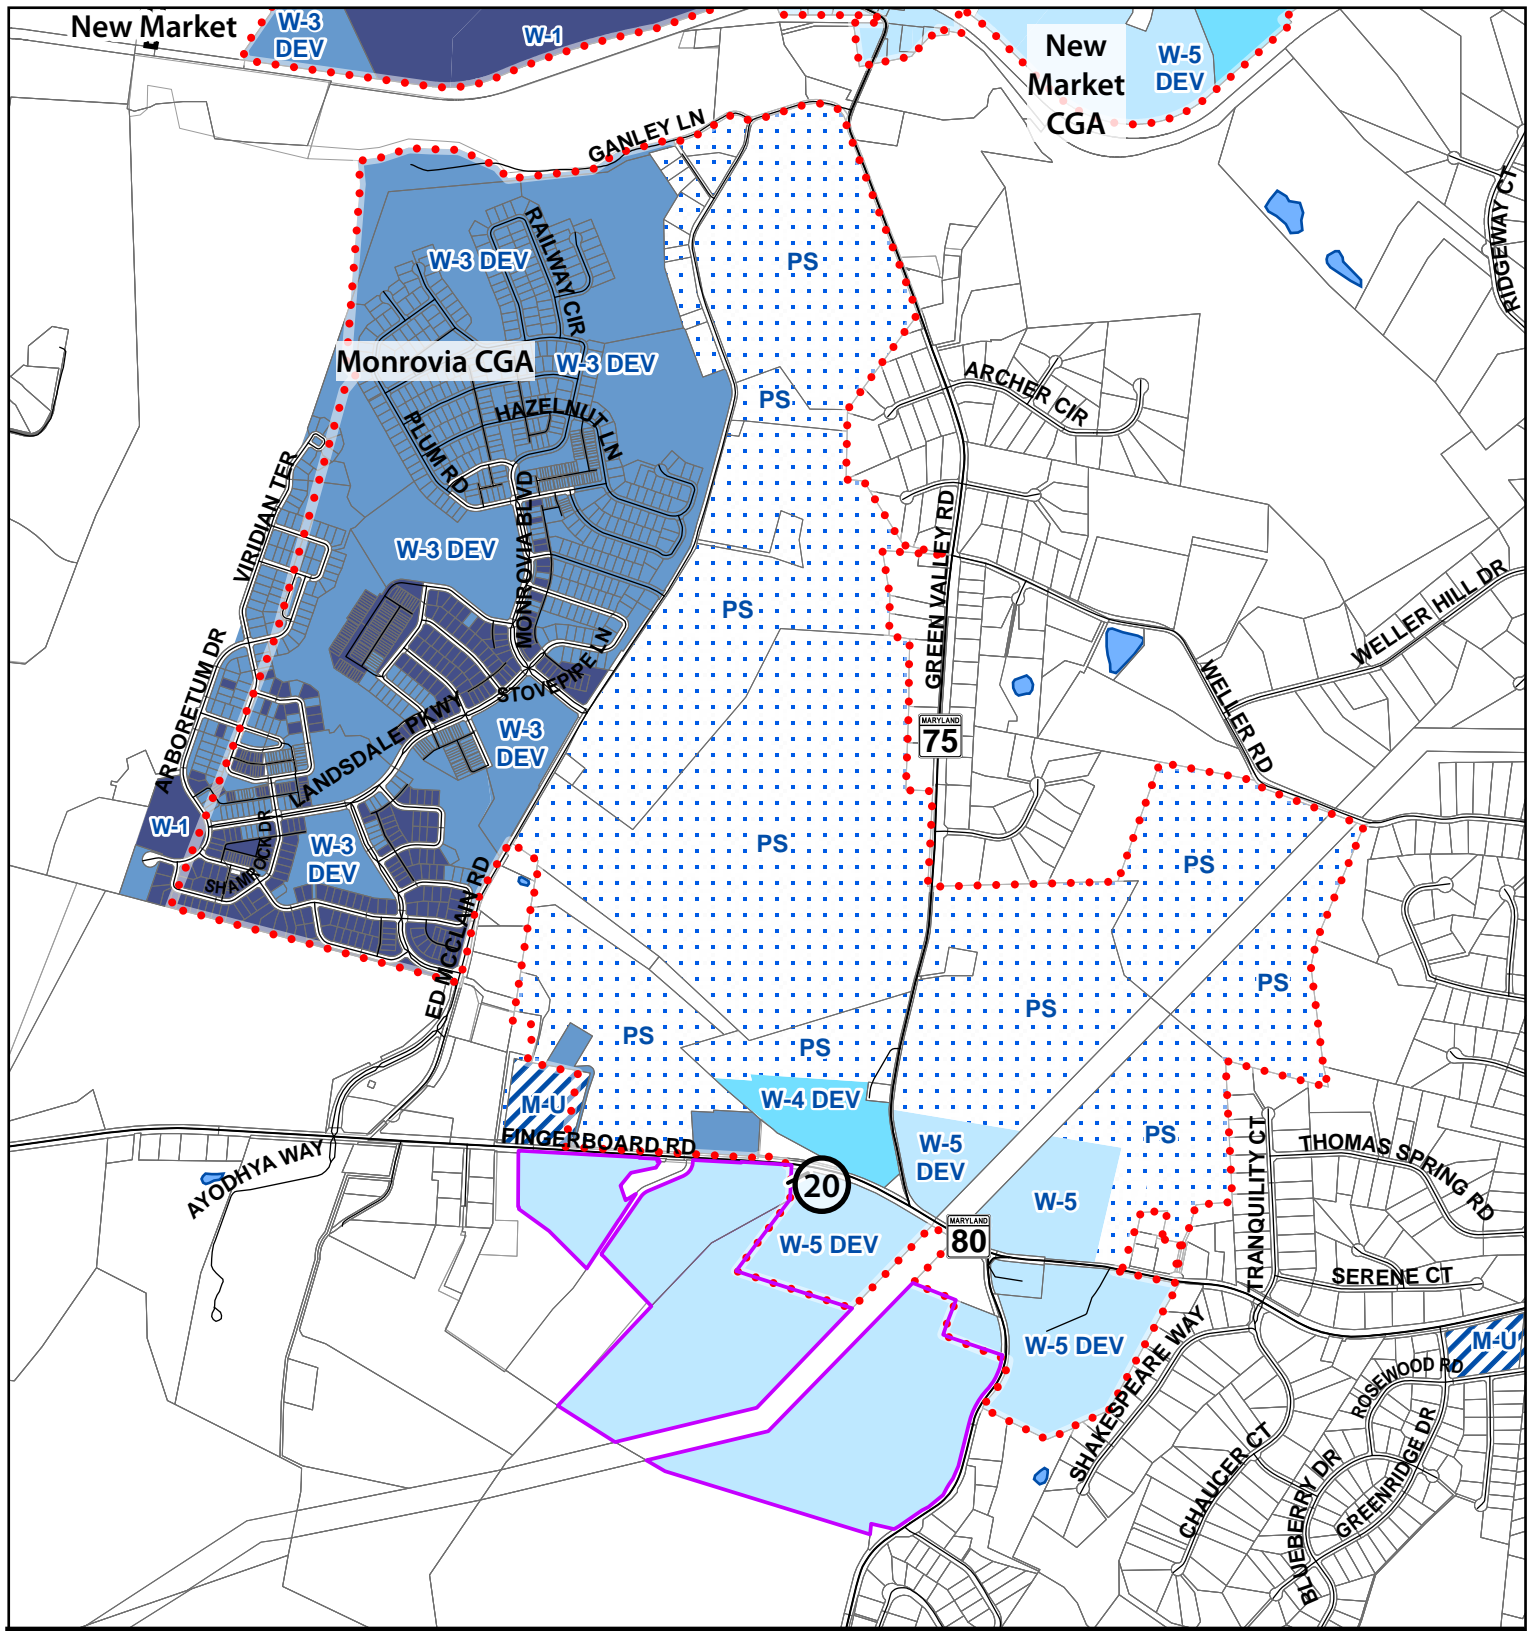 New Market
W-3
DEV
W-1
New
Market
CGA
W-5
DEV
GANLEY LN
RIDGEWAY CT
W-3 DEV
RAILWAY CIR
PS
Monrovia CGA
W-3 DEV
ARCHER CIR
PS
HAZELNUT LN
PLUM RD
VIRIDIAN TER
MONROVIA BLVD
GREEN VALLEY RD
W-3 DEV
PS
WELLER HILL DR
ARBORETUM DR
STOVEPIPE LN
WELLER RD
LANDSDALE PKWY
W-3
DEV
MARYLAND
75
W-1
SHAMROCK DR
W-3
DEV
PS
PS
ED MCCLAIN RD
PS
PS
PS
PS
W-4 DEV
M-U
FINGERBOARD RD
W-5
DEV
PS
TRANQUILITY CT
THOMAS SPRING RD
AYODHYA WAY
20
W-5
MARYLAND
80
W-5 DEV
SERENE CT
W-5 DEV
SHAKESPEARE WAY
M-U
ROSEWOOD RD
CHAUCER CT
BLUEBERRY DR
GREENRIDGE DR